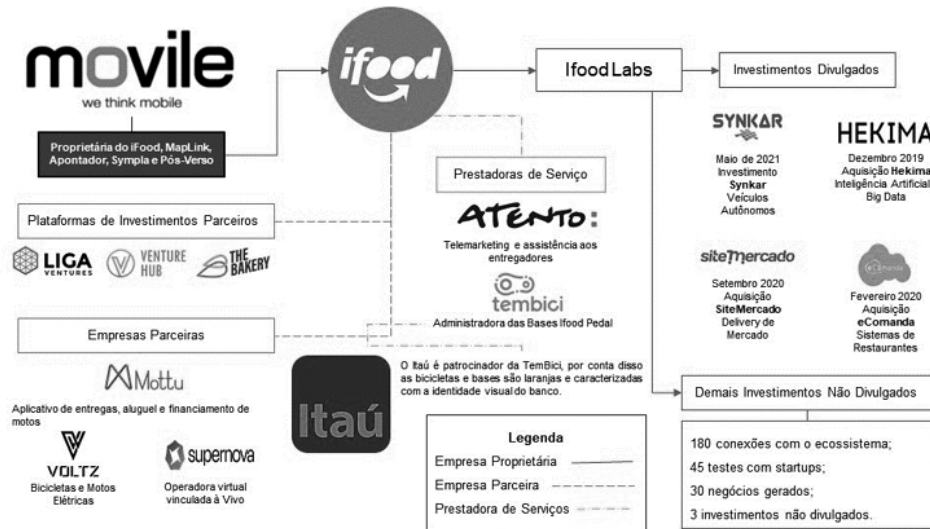 movile
we think mobile
Proprietária do iFood, MapLink,
Apontador, Sympla e Pós-Verso
ifood
Ifood Labs
Investimentos Divulgados
SYNKAR
Maio de 2021
Investimento
Synkar
Veículos
Autônomos
HEKIMA
Dezembro 2019
Aquisição Hekima
Inteligência Artificial
Big Data
siteMercado
Setembro 2020
Aquisição
SiteMercado
Delivery de
Mercado
eComanda
Fevereiro 2020
Aquisição
eComanda
Sistemas de
Restaurantes
Prestadoras de Serviço
ATENTO:
Telemarketing e assistência aos
entregadores
tembici
Administradora das Bases Ifood Pedal
Plataformas de Investimentos Parceiros
LIGA
VENTURES
VENTURE
HUB
THE
BAKERY
Empresas Parceiras
Mottu
Aplicativo de entregas, aluguel e financiamento de
motos
VOLTZ
Bicicletas e Motos
Elétricas
supernova
Operadora virtual
vinculada à Vivo
Itaú
O Itaú é patrocinador da TemBici, por conta disso
as bicicletas e bases são laranjas e caracterizadas
com a identidade visual do banco.
Legenda
Empresa Proprietária
Empresa Parceira
Prestadora de Serviços
Demais Investimentos Não Divulgados
180 conexões com o ecossistema;
45 testes com startups;
30 negócios gerados;
3 investimentos não divulgados.